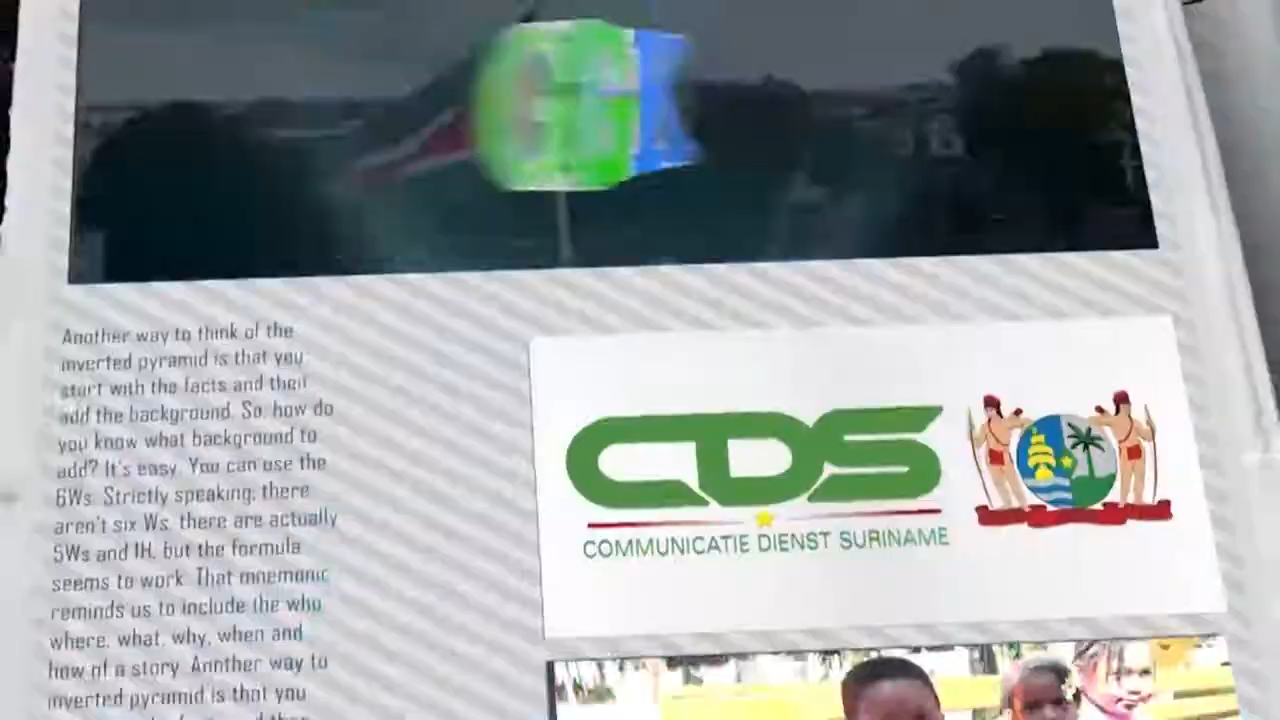 Another way to think of the
inverted pyramid is that you
start with the facts and their
add the background. So, how do
you know what background to
add? It's easy. You can use the
6Ws. Strictly speaking; there
aren't six Ws, there are actually
5Ws and 1H, but the formula
seems to work. That mnemonic
reminds us to include the who
where, what, why, when and
how of a story. Another way to
inverted pyramid is that you
CDS
COMMUNICATIE DIENST SURINAME